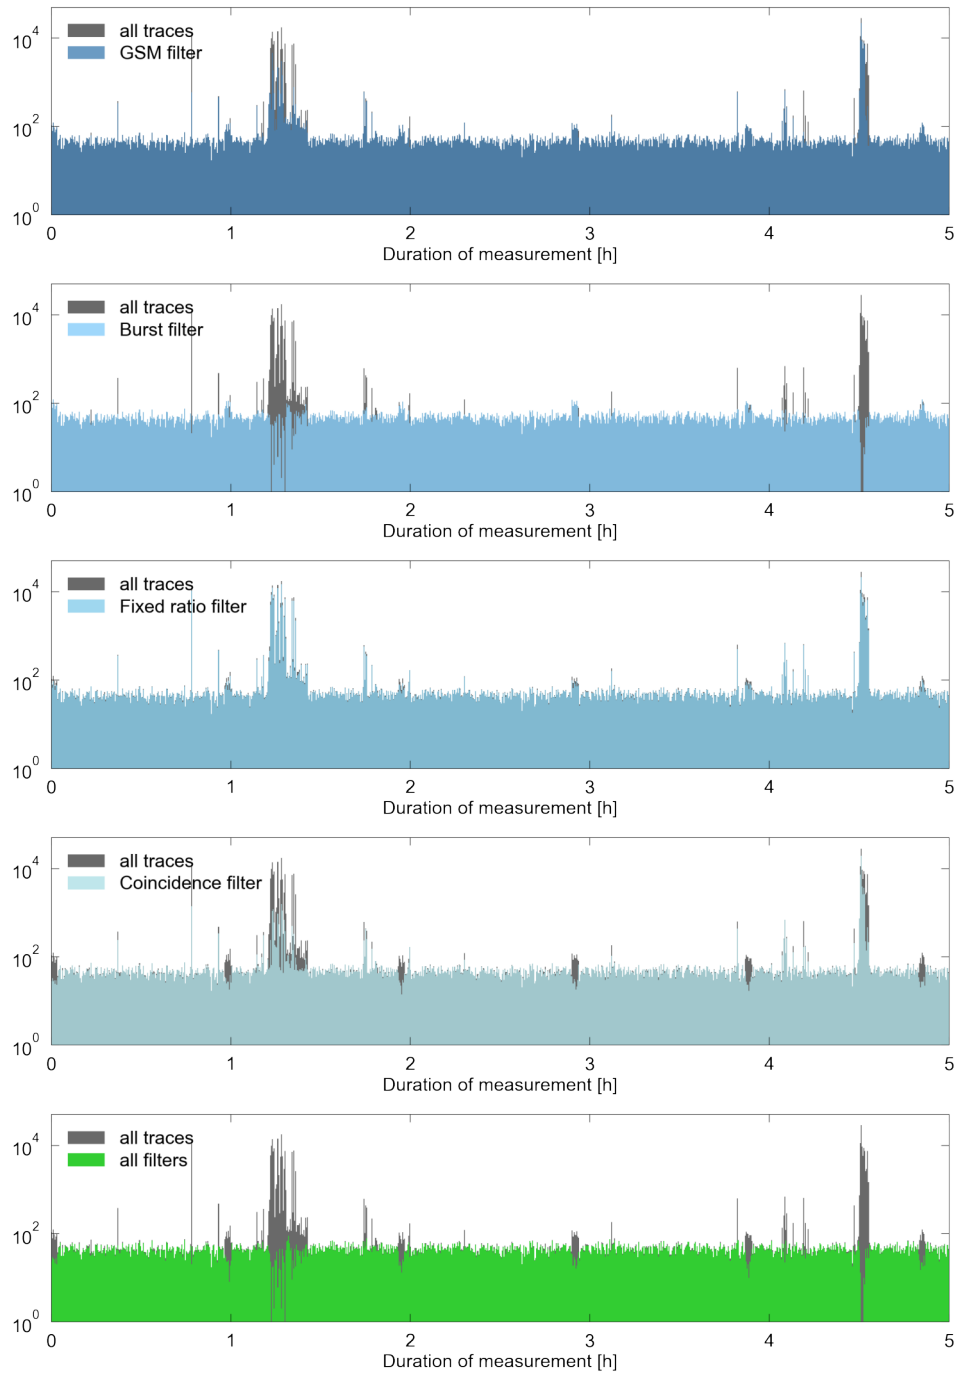 10^4
all traces
GSM filter
10^2
10^0
0 1 2 3 4 5
Duration of measurement [h]
10^4
all traces
Burst filter
10^2
10^0
0 1 2 3 4 5
Duration of measurement [h]
10^4
all traces
Fixed ratio filter
10^2
10^0
0 1 2 3 4 5
Duration of measurement [h]
10^4
all traces
Coincidence filter
10^2
10^0
0 1 2 3 4 5
Duration of measurement [h]
10^4
all traces
all filters
10^2
10^0
0 1 2 3 4 5
Duration of measurement [h]